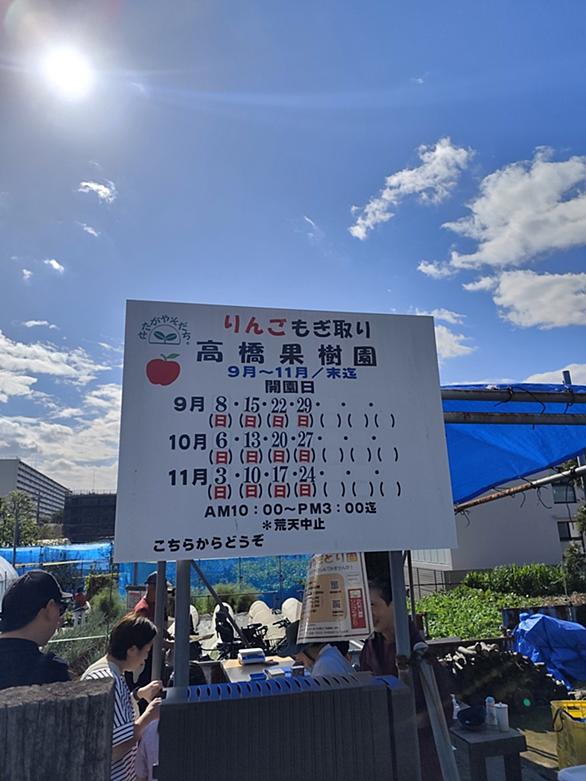 せたがやそだち
りんごもぎ取り
高橋果樹園
9月〜11月/末迄
開園日
9月 8・15・22・29・ ・ ・
(日)(日)(日)(日)( )( )( )
10月 6・13・20・27・ ・ ・
(日)(日)(日)(日)( )( )( )
11月 3・10・17・24・ ・ ・
(日)(日)(日)(日)( )( )( )
AM10:00〜PM3:00迄
*荒天中止
こちらからどうぞ